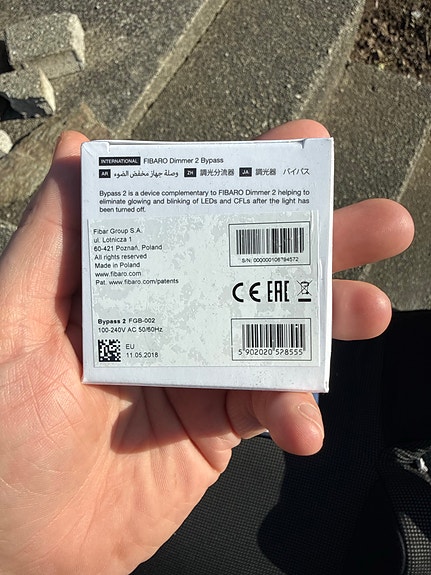 INTERNATIONAL FIBARO Dimmer 2 Bypass
AR وصلة جهاز مخفض الضوء ZH 調光分流器 JA 調光器 バイパス
Bypass 2 is a device complementary to FIBARO Dimmer 2 helping to
eliminate glowing and blinking of LEDs and CFLs after the light has
been turned off.
Fibar Group S.A.
ul. Lotnicza 1
60-421 Poznań, Poland
All rights reserved
Made in Poland
www.fibaro.com
Pat. www.fibaro.com/patents
S/N: 000000106794572
CE EAC
Bypass 2 FGB-002
100-240V AC 50/60Hz
EU
11.05.2018
5 902020 528555